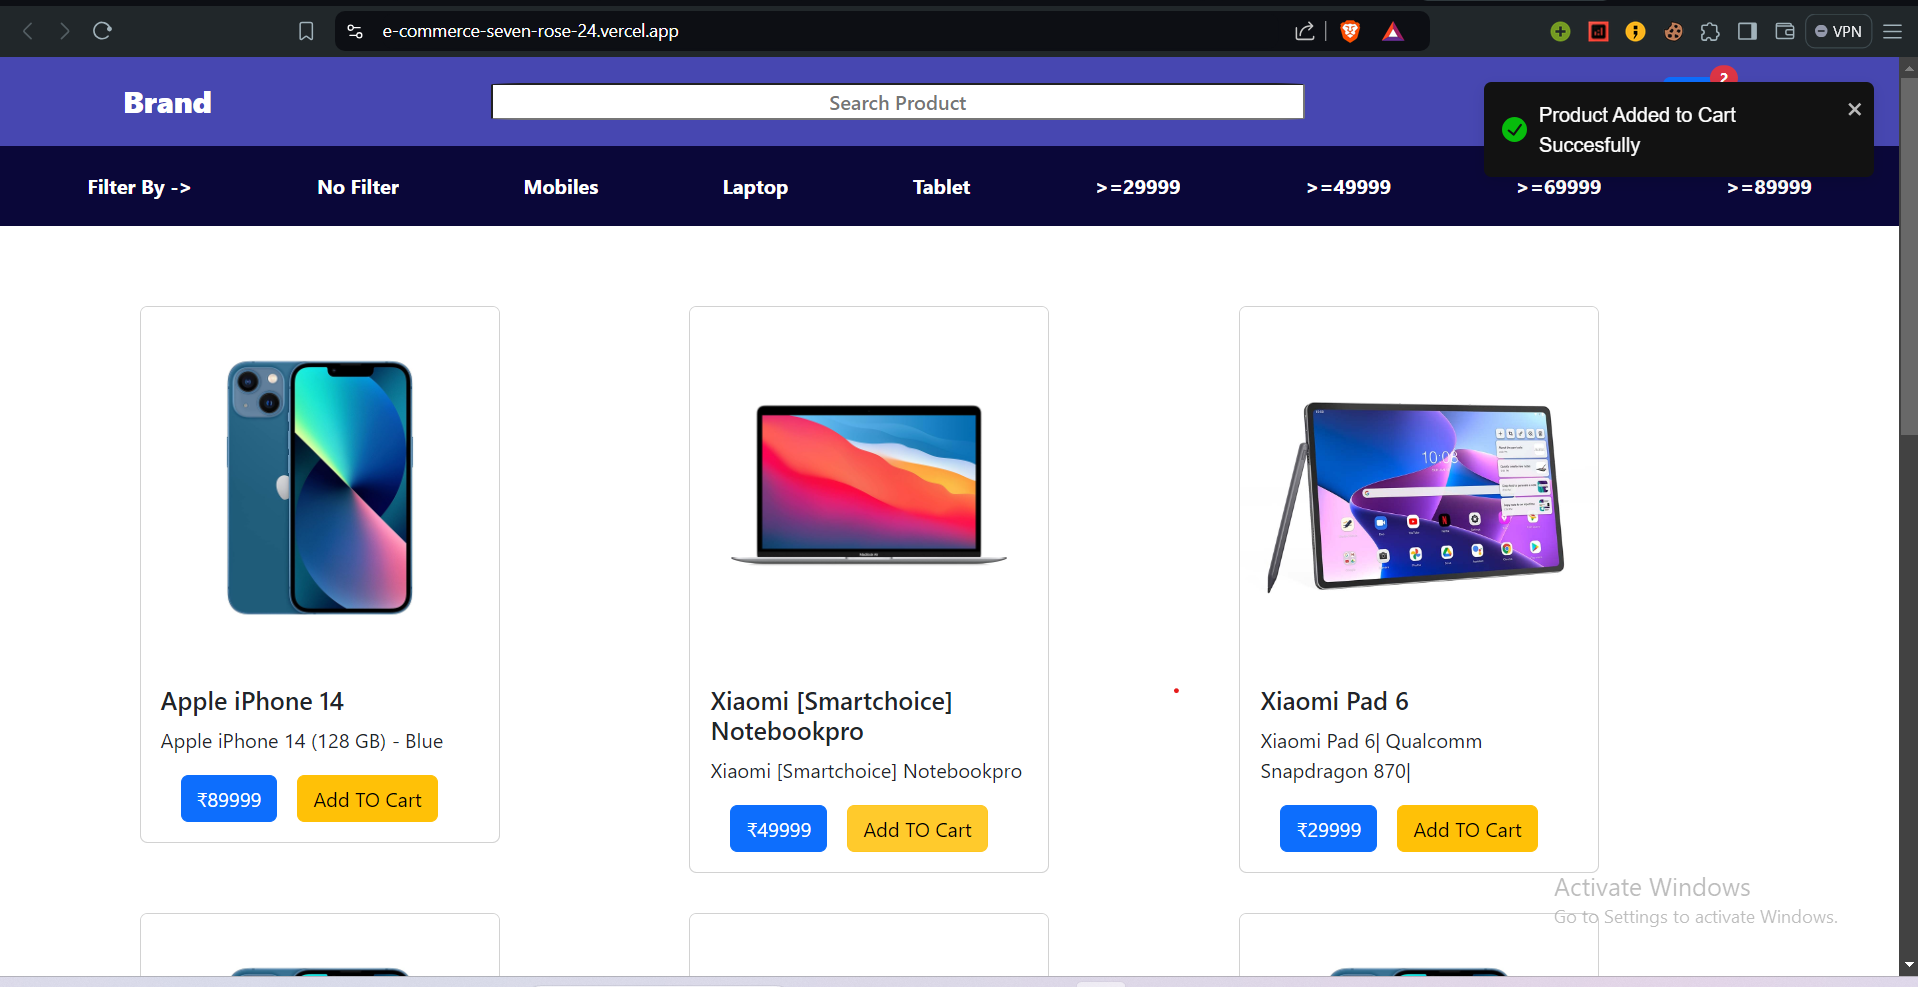 e-commerce-seven-rose-24.vercel.app
VPN
Brand
Search Product
2
Product Added to Cart
Succesfully
Filter By -> No Filter Mobiles Laptop Tablet >=29999 >=49999 >=69999 >=89999
10:08
Apple iPhone 14
Apple iPhone 14 (128 GB) - Blue
₹89999 Add TO Cart
Xiaomi [Smartchoice]
Notebookpro
Xiaomi [Smartchoice] Notebookpro
₹49999 Add TO Cart
Xiaomi Pad 6
Xiaomi Pad 6| Qualcomm
Snapdragon 870|
₹29999 Add TO Cart
Activate Windows
Go to Settings to activate Windows.